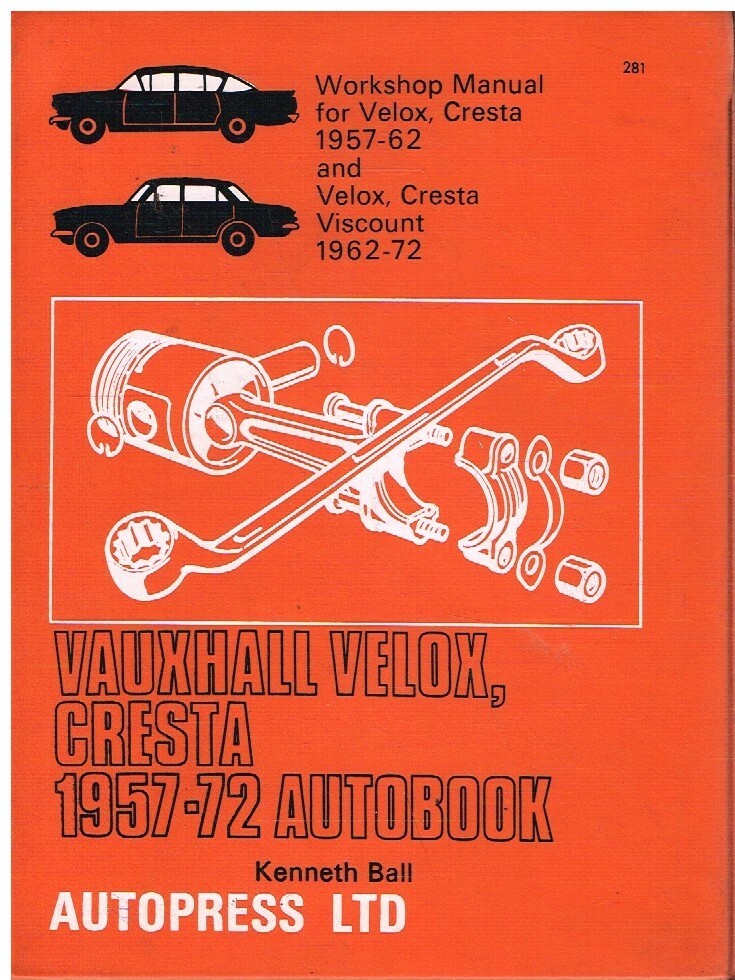 281
Workshop Manual
for Velox, Cresta
1957-62
and
Velox, Cresta
Viscount
1962-72
VAUXHALL VELOX,
CRESTA
1957-72 AUTOBOOK
Kenneth Ball
AUTOPRESS LTD